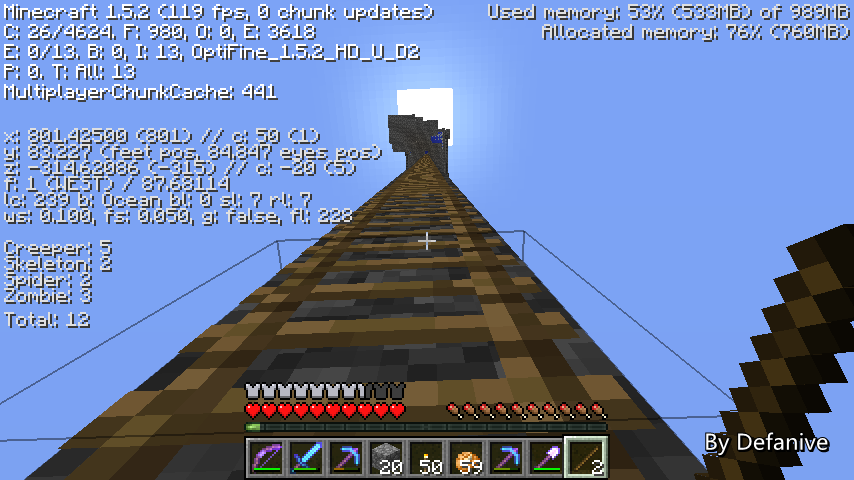 Minecraft 1.5.2 (119 fps, 0 chunk updates)
C: 26/4624, F: 980, O: 0, E: 3618
E: 0/13, B: 0, I: 13, OptiFine_1.5.2_HD_U_D2
P: 0, T: All: 13
MultiplayerChunkCache: 441
Used memory: 53% (533MB) of 989MB
Allocated memory: 76% (760MB)
x: 801.42500 (801) // c: 50 (1)
y: 83.227 (feet pos, 84.847 eyes pos)
z: -314.62086 (-315) // c: -20 (5)
f: 1 (WEST) / 87.68114
lc: 239 b: Ocean bl: 0 sl: 7 rl: 7
ws: 0.100, fs: 0.050, g: false, fl: 228
Creeper: 5
Skeleton: 2
Spider: 2
Zombie: 3
Total: 12
20 50 59 2
By Defanive